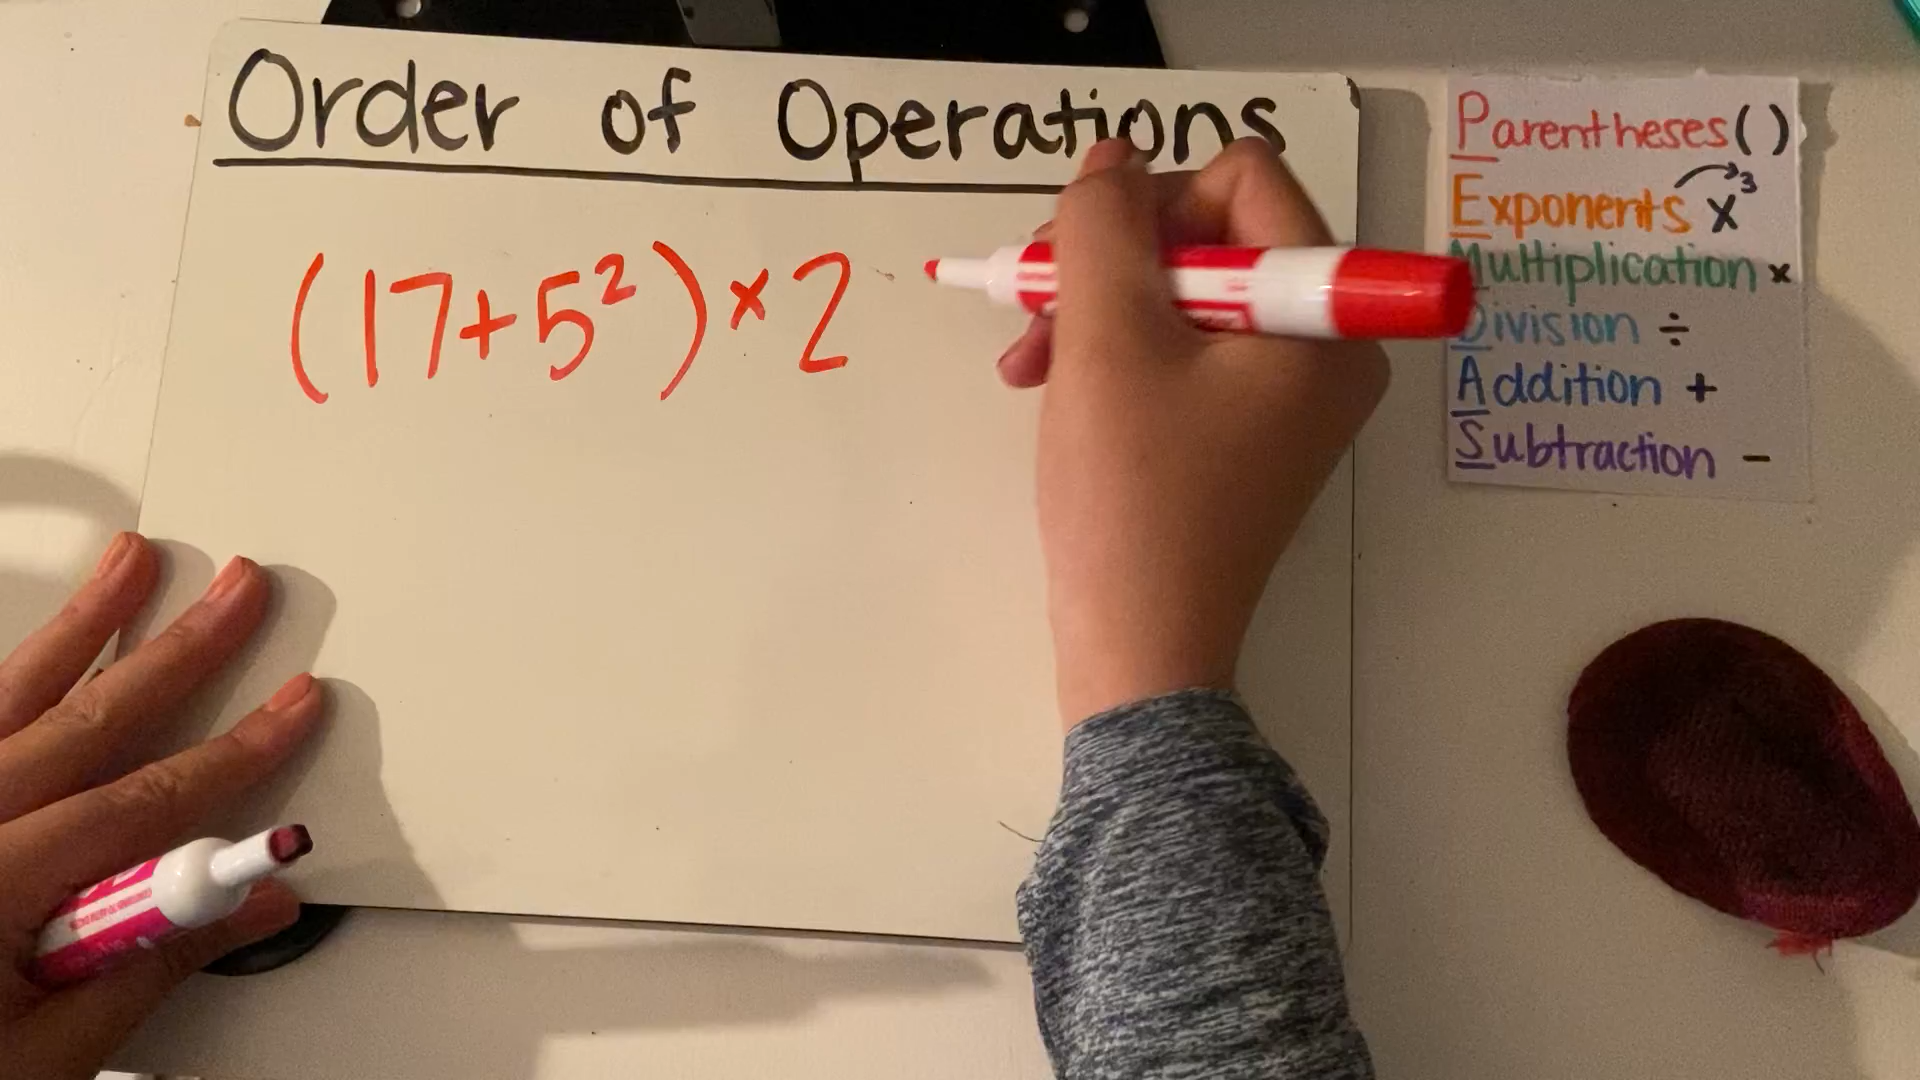 Order of Operations
(17+5²)×2
Parentheses ( )
Exponents x³
Multiplication ×
Division ÷
Addition +
Subtraction -